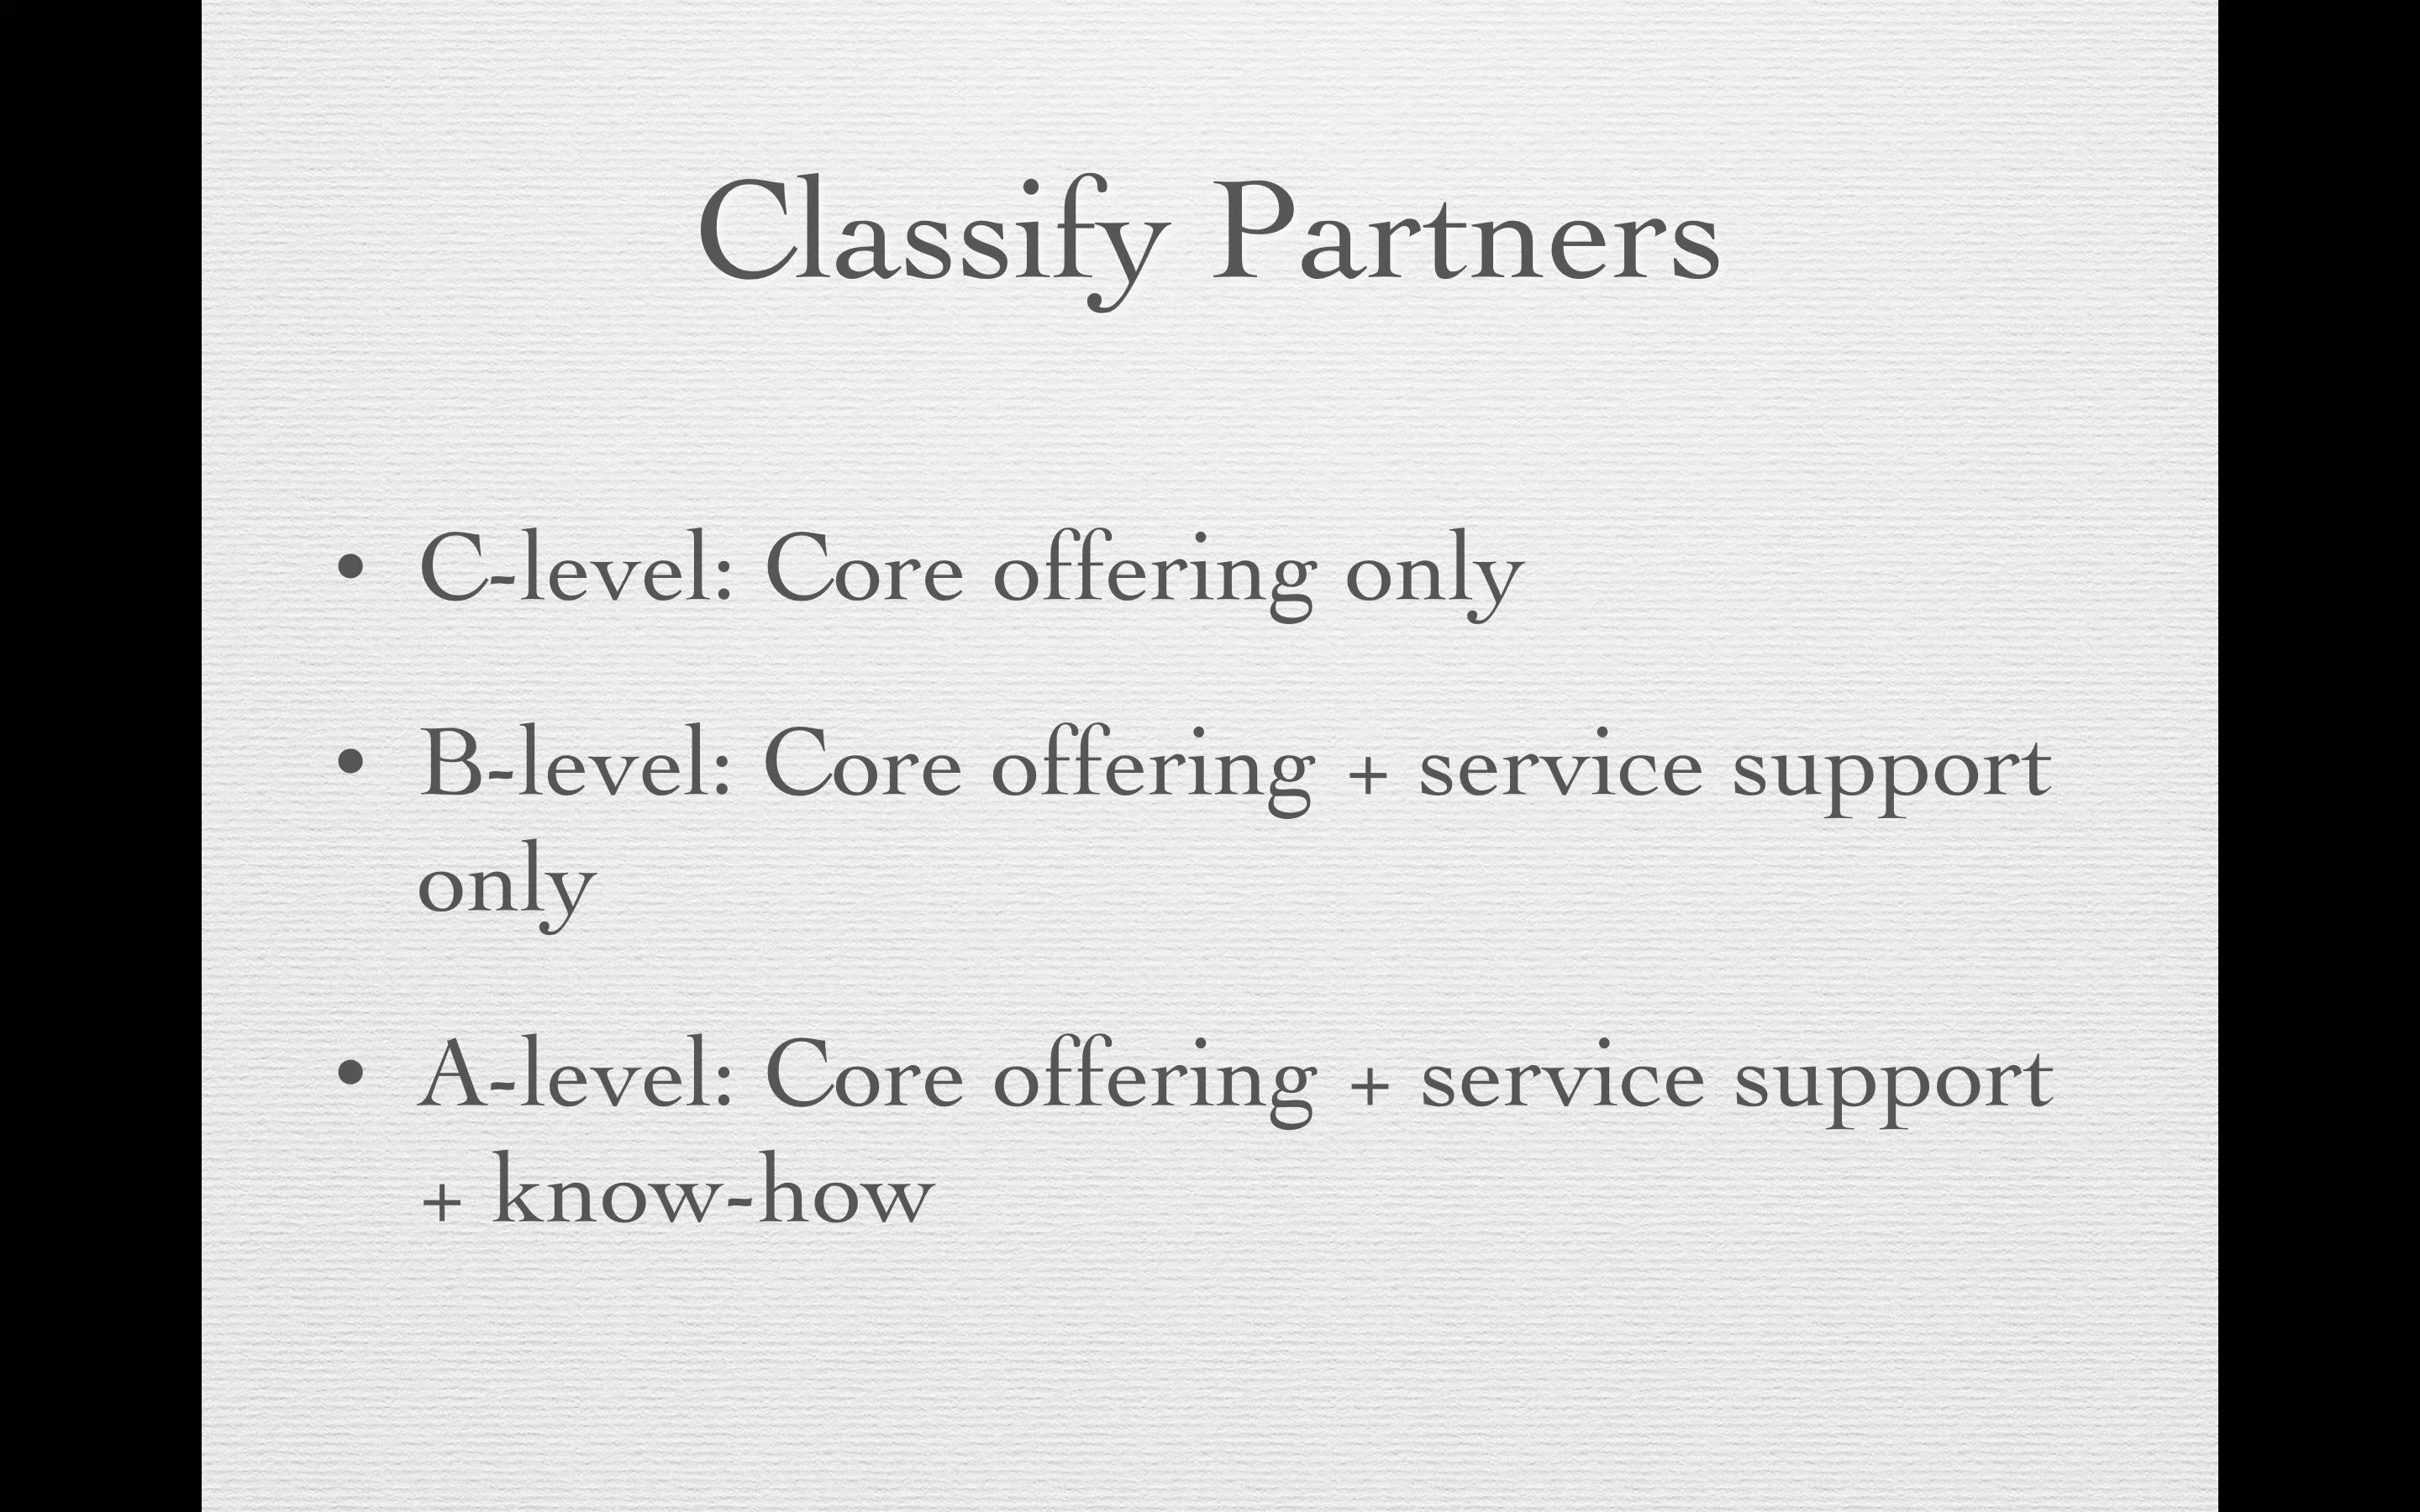 Classify Partners
• C-level: Core offering only
• B-level: Core offering + service support
only
• A-level: Core offering + service support
+ know-how